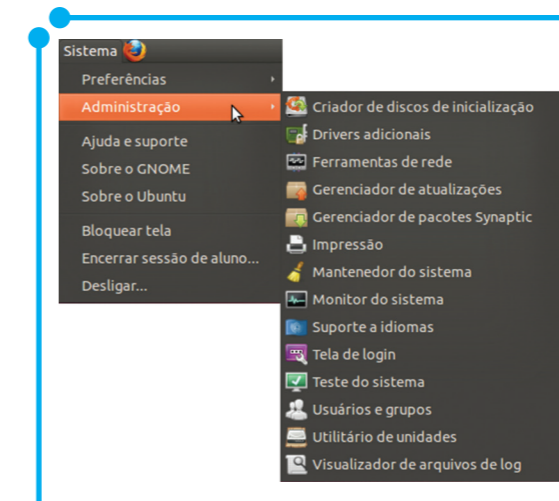 Sistema
Preferências
Administração
Ajuda e suporte
Sobre o GNOME
Sobre o Ubuntu
Bloquear tela
Encerrar sessão de aluno...
Desligar...
Criador de discos de inicialização
Drivers adicionais
Ferramentas de rede
Gerenciador de atualizações
Gerenciador de pacotes Synaptic
Impressão
Mantenedor do sistema
Monitor do sistema
Suporte a idiomas
Tela de login
Teste do sistema
Usuários e grupos
Utilitário de unidades
Visualizador de arquivos de log